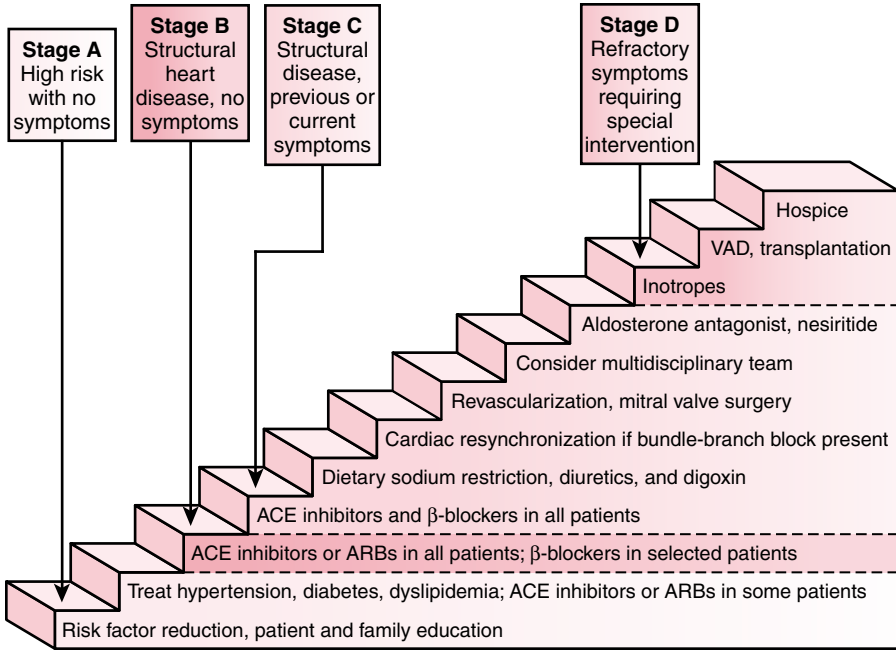 Stage A
High risk
with no
symptoms
Stage B
Structural
heart
disease, no
symptoms
Stage C
Structural
disease,
previous or
current
symptoms
Stage D
Refractory
symptoms
requiring
special
intervention
Hospice
VAD, transplantation
Inotropes
Aldosterone antagonist, nesiritide
Consider multidisciplinary team
Revascularization, mitral valve surgery
Cardiac resynchronization if bundle-branch block present
Dietary sodium restriction, diuretics, and digoxin
ACE inhibitors and β-blockers in all patients
ACE inhibitors or ARBs in all patients; β-blockers in selected patients
Treat hypertension, diabetes, dyslipidemia; ACE inhibitors or ARBs in some patients
Risk factor reduction, patient and family education